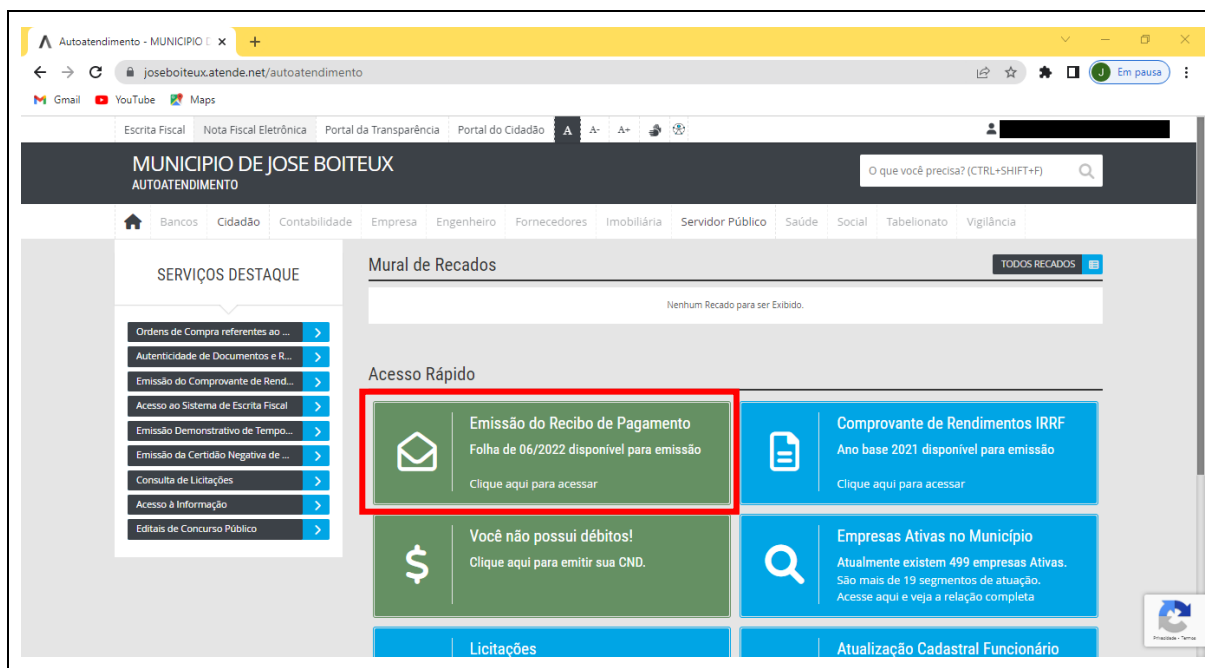 Autoatendimento - MUNICIPIO D
joseboiteux.atende.net/autoatendimento
J Em pausa
Gmail YouTube Maps
Escrita Fiscal Nota Fiscal Eletrônica Portal da Transparência Portal do Cidadão A A- A+
MUNICIPIO DE JOSE BOITEUX
AUTOATENDIMENTO
O que você precisa? (CTRL+SHIFT+F)
Bancos Cidadão Contabilidade Empresa Engenheiro Fornecedores Imobiliária Servidor Público Saúde Social Tabelionato Vigilância
SERVIÇOS DESTAQUE
Ordens de Compra referentes ao ...
Autenticidade de Documentos e R...
Emissão do Comprovante de Rend...
Acesso ao Sistema de Escrita Fiscal
Emissão Demonstrativo de Tempo...
Emissão da Certidão Negativa de ...
Consulta de Licitações
Acesso à Informação
Editais de Concurso Público
Mural de Recados
TODOS RECADOS
Nenhum Recado para ser Exibido.
Acesso Rápido
Emissão do Recibo de Pagamento
Folha de 06/2022 disponível para emissão
Clique aqui para acessar
Comprovante de Rendimentos IRRF
Ano base 2021 disponível para emissão
Clique aqui para acessar
$
Você não possui débitos!
Clique aqui para emitir sua CND.
Empresas Ativas no Município
Atualmente existem 499 empresas Ativas.
São mais de 19 segmentos de atuação.
Acesse aqui e veja a relação completa
Licitações
Atualização Cadastral Funcionário
Privacidade - Termos